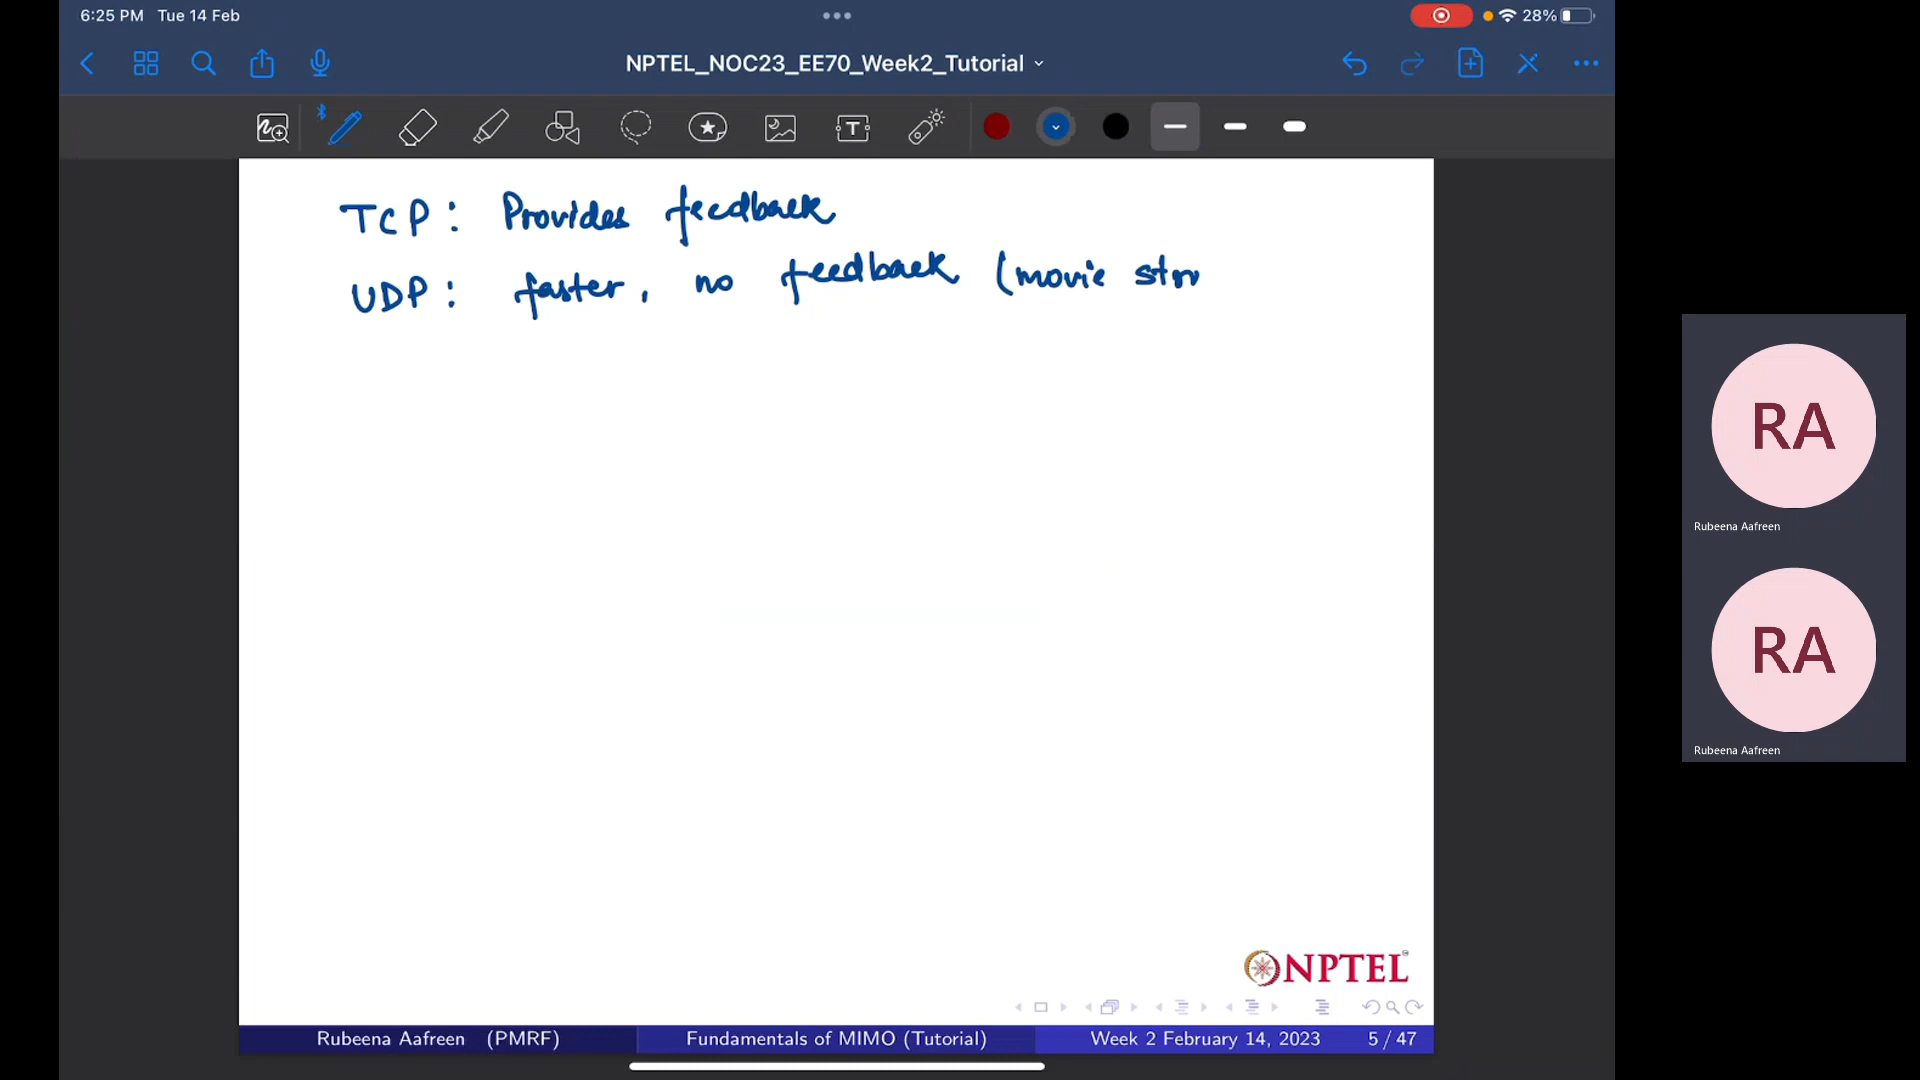 6:25 PM Tue 14 Feb
28%
NPTEL_NOC23_EE70_Week2_Tutorial
T
TCP : Provides feedback
UDP : faster, no feedback (movie str
RA
Rubeena Aafreen
RA
Rubeena Aafreen
NPTEL
Rubeena Aafreen (PMRF) Fundamentals of MIMO (Tutorial) Week 2 February 14, 2023 5 / 47